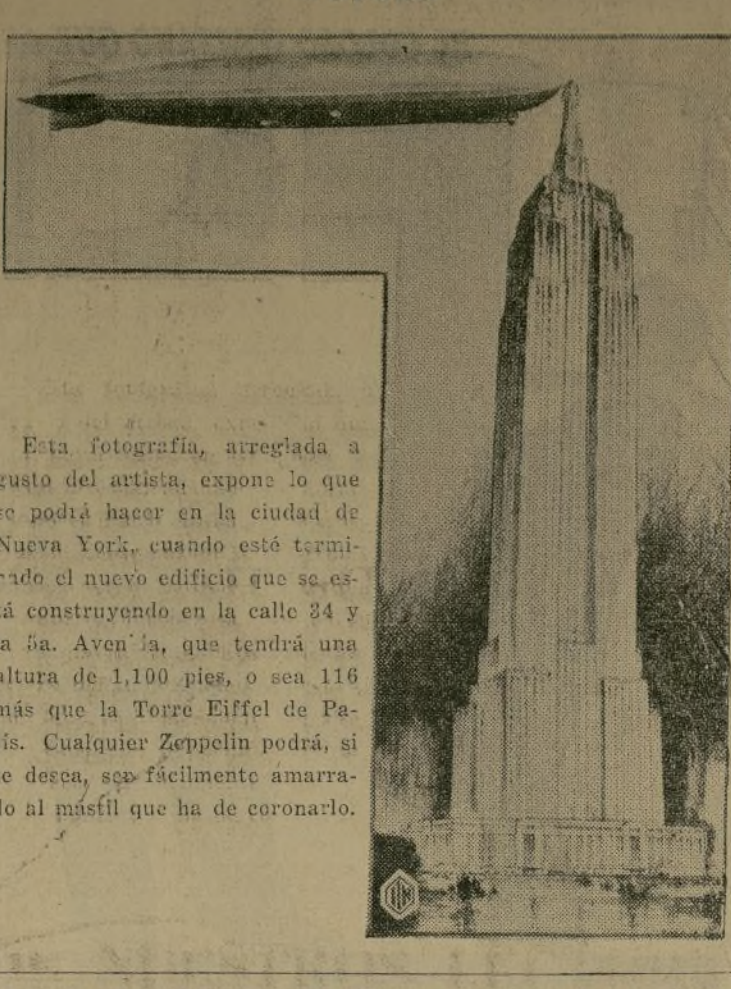 Esta fotografía, arreglada a
gusto del artista, expone lo que
se podrá hacer en la ciudad de
Nueva York, cuando esté termi-
nado el nuevo edificio que se es-
tá construyendo en la calle 34 y
la 5a. Avenida, que tendrá una
altura de 1,100 pies, o sea 116
más que la Torre Eiffel de Pa-
rís. Cualquier Zeppelin podrá, si
se desea, ser fácilmente amarra-
do al mástil que ha de coronarlo.